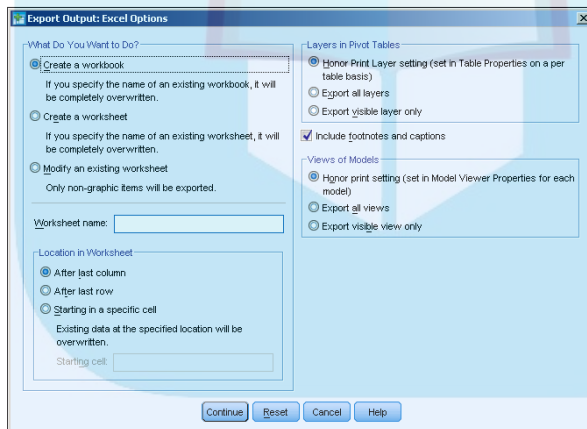 Export Output: Excel Options
What Do You Want to Do?
Create a workbook
If you specify the name of an existing workbook, it will
be completely overwritten.
Create a worksheet
If you specify the name of an existing worksheet, it will
be completely overwritten.
Modify an existing worksheet
Only non-graphic items will be exported.
Worksheet name:
Location in Worksheet
After last column
After last row
Starting in a specific cell
Existing data at the specified location will be
overwritten.
Starting cell:
Layers in Pivot Tables
Honor Print Layer setting (set in Table Properties on a per
table basis)
Export all layers
Export visible layer only
Include footnotes and captions
Views of Models
Honor print setting (set in Model Viewer Properties for each
model)
Export all views
Export visible view only
Continue
Reset
Cancel
Help